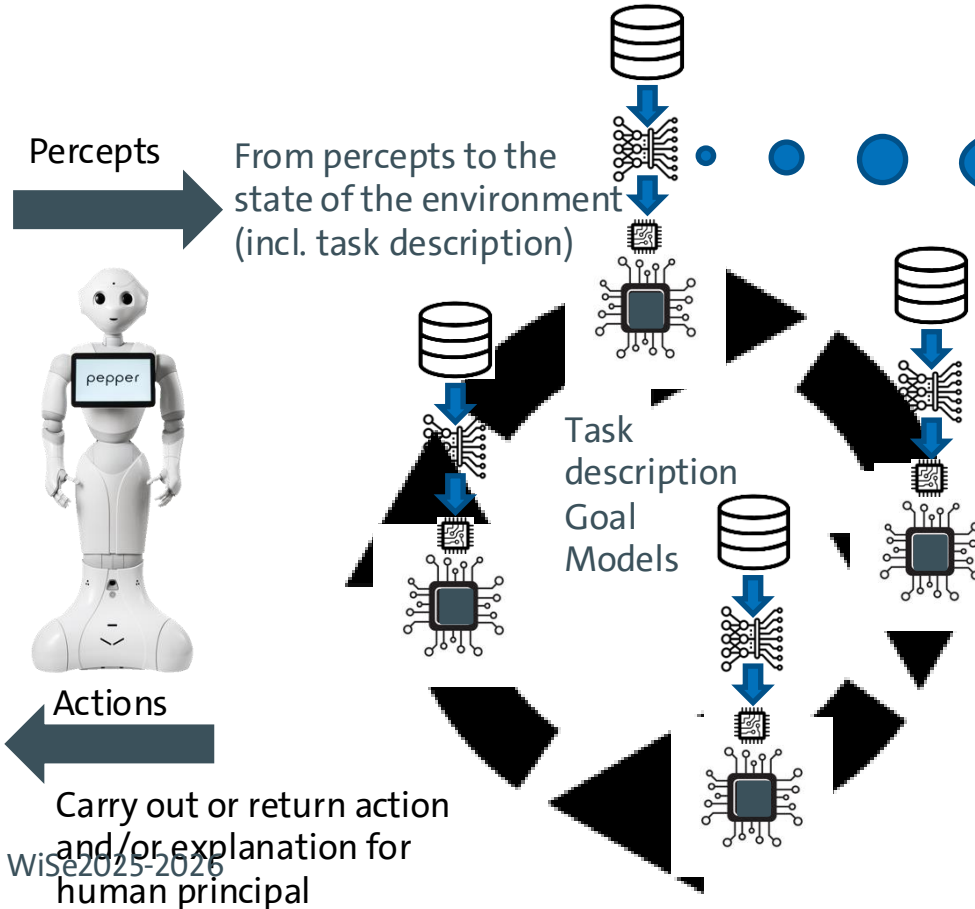 Percepts
From percepts to the
state of the environment
(incl. task description)
pepper
Task
description
Goal
Models
Actions
Carry out or return action
and/or explanation for
human principal
WiSe2025-2026